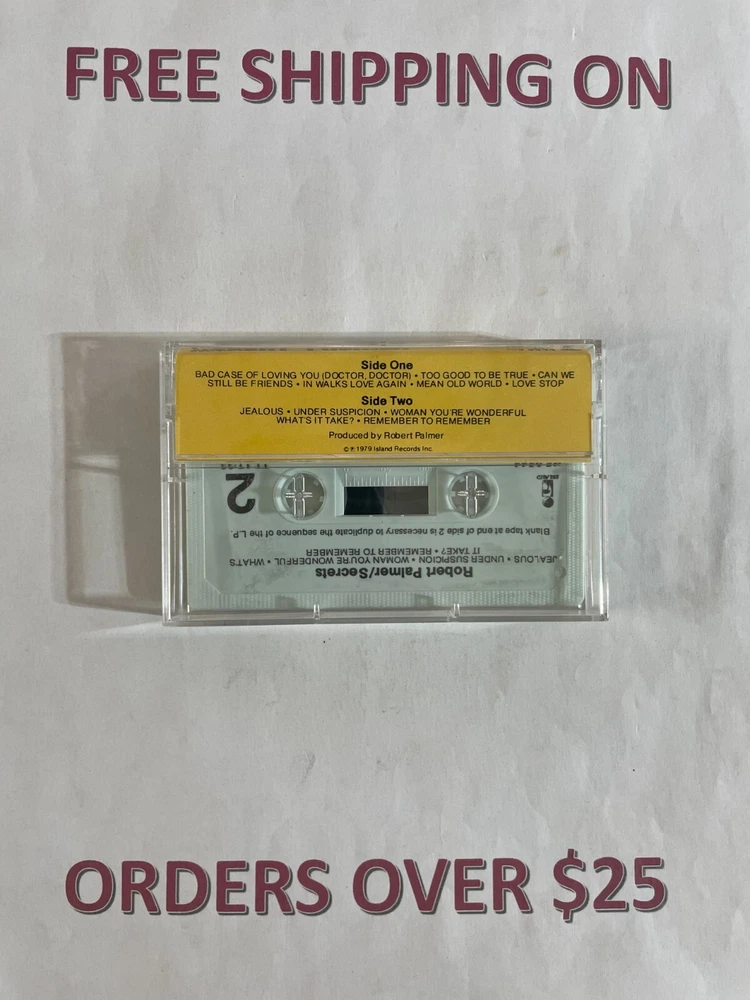 FREE SHIPPING ON
Side One
BAD CASE OF LOVING YOU (DOCTOR, DOCTOR) • TOO GOOD TO BE TRUE • CAN WE
STILL BE FRIENDS • IN WALKS LOVE AGAIN • MEAN OLD WORLD • LOVE STOP
Side Two
JEALOUS • UNDER SUSPICION • WOMAN YOU'RE WONDERFUL
WHAT'S IT TAKE? • REMEMBER TO REMEMBER
Produced by Robert Palmer
© ℗ 1979 Island Records Inc.
Robert Palmer/Secrets
JEALOUS • UNDER SUSPICION • WOMAN YOU'RE WONDERFUL • WHAT'S
IT TAKE? • REMEMBER TO REMEMBER
Blank tape at end of side 2 is necessary to duplicate the sequence of the L.P.
2
ISLAND
ORDERS OVER $25